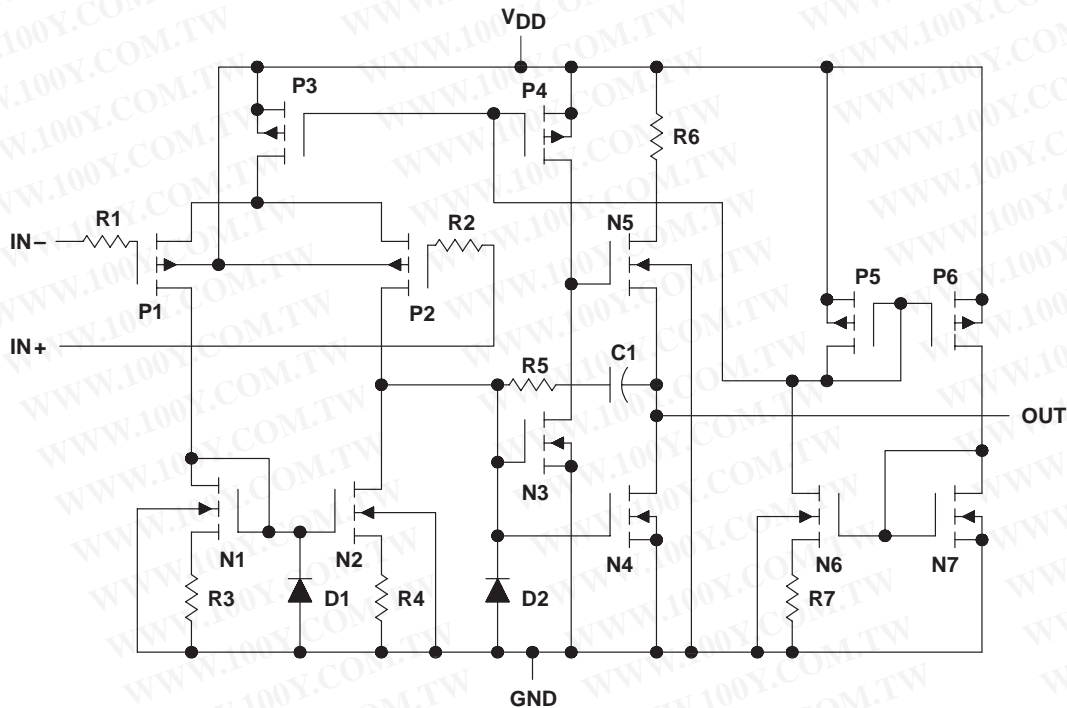 VDD
P3
P4
R6
R1
R2
N5
IN−
P5
P6
P1
P2
IN+
R5
C1
OUT
N3
N1
N2
N4
N6
N7
R3
D1
R4
D2
R7
GND
WWW.100Y.COM.TW